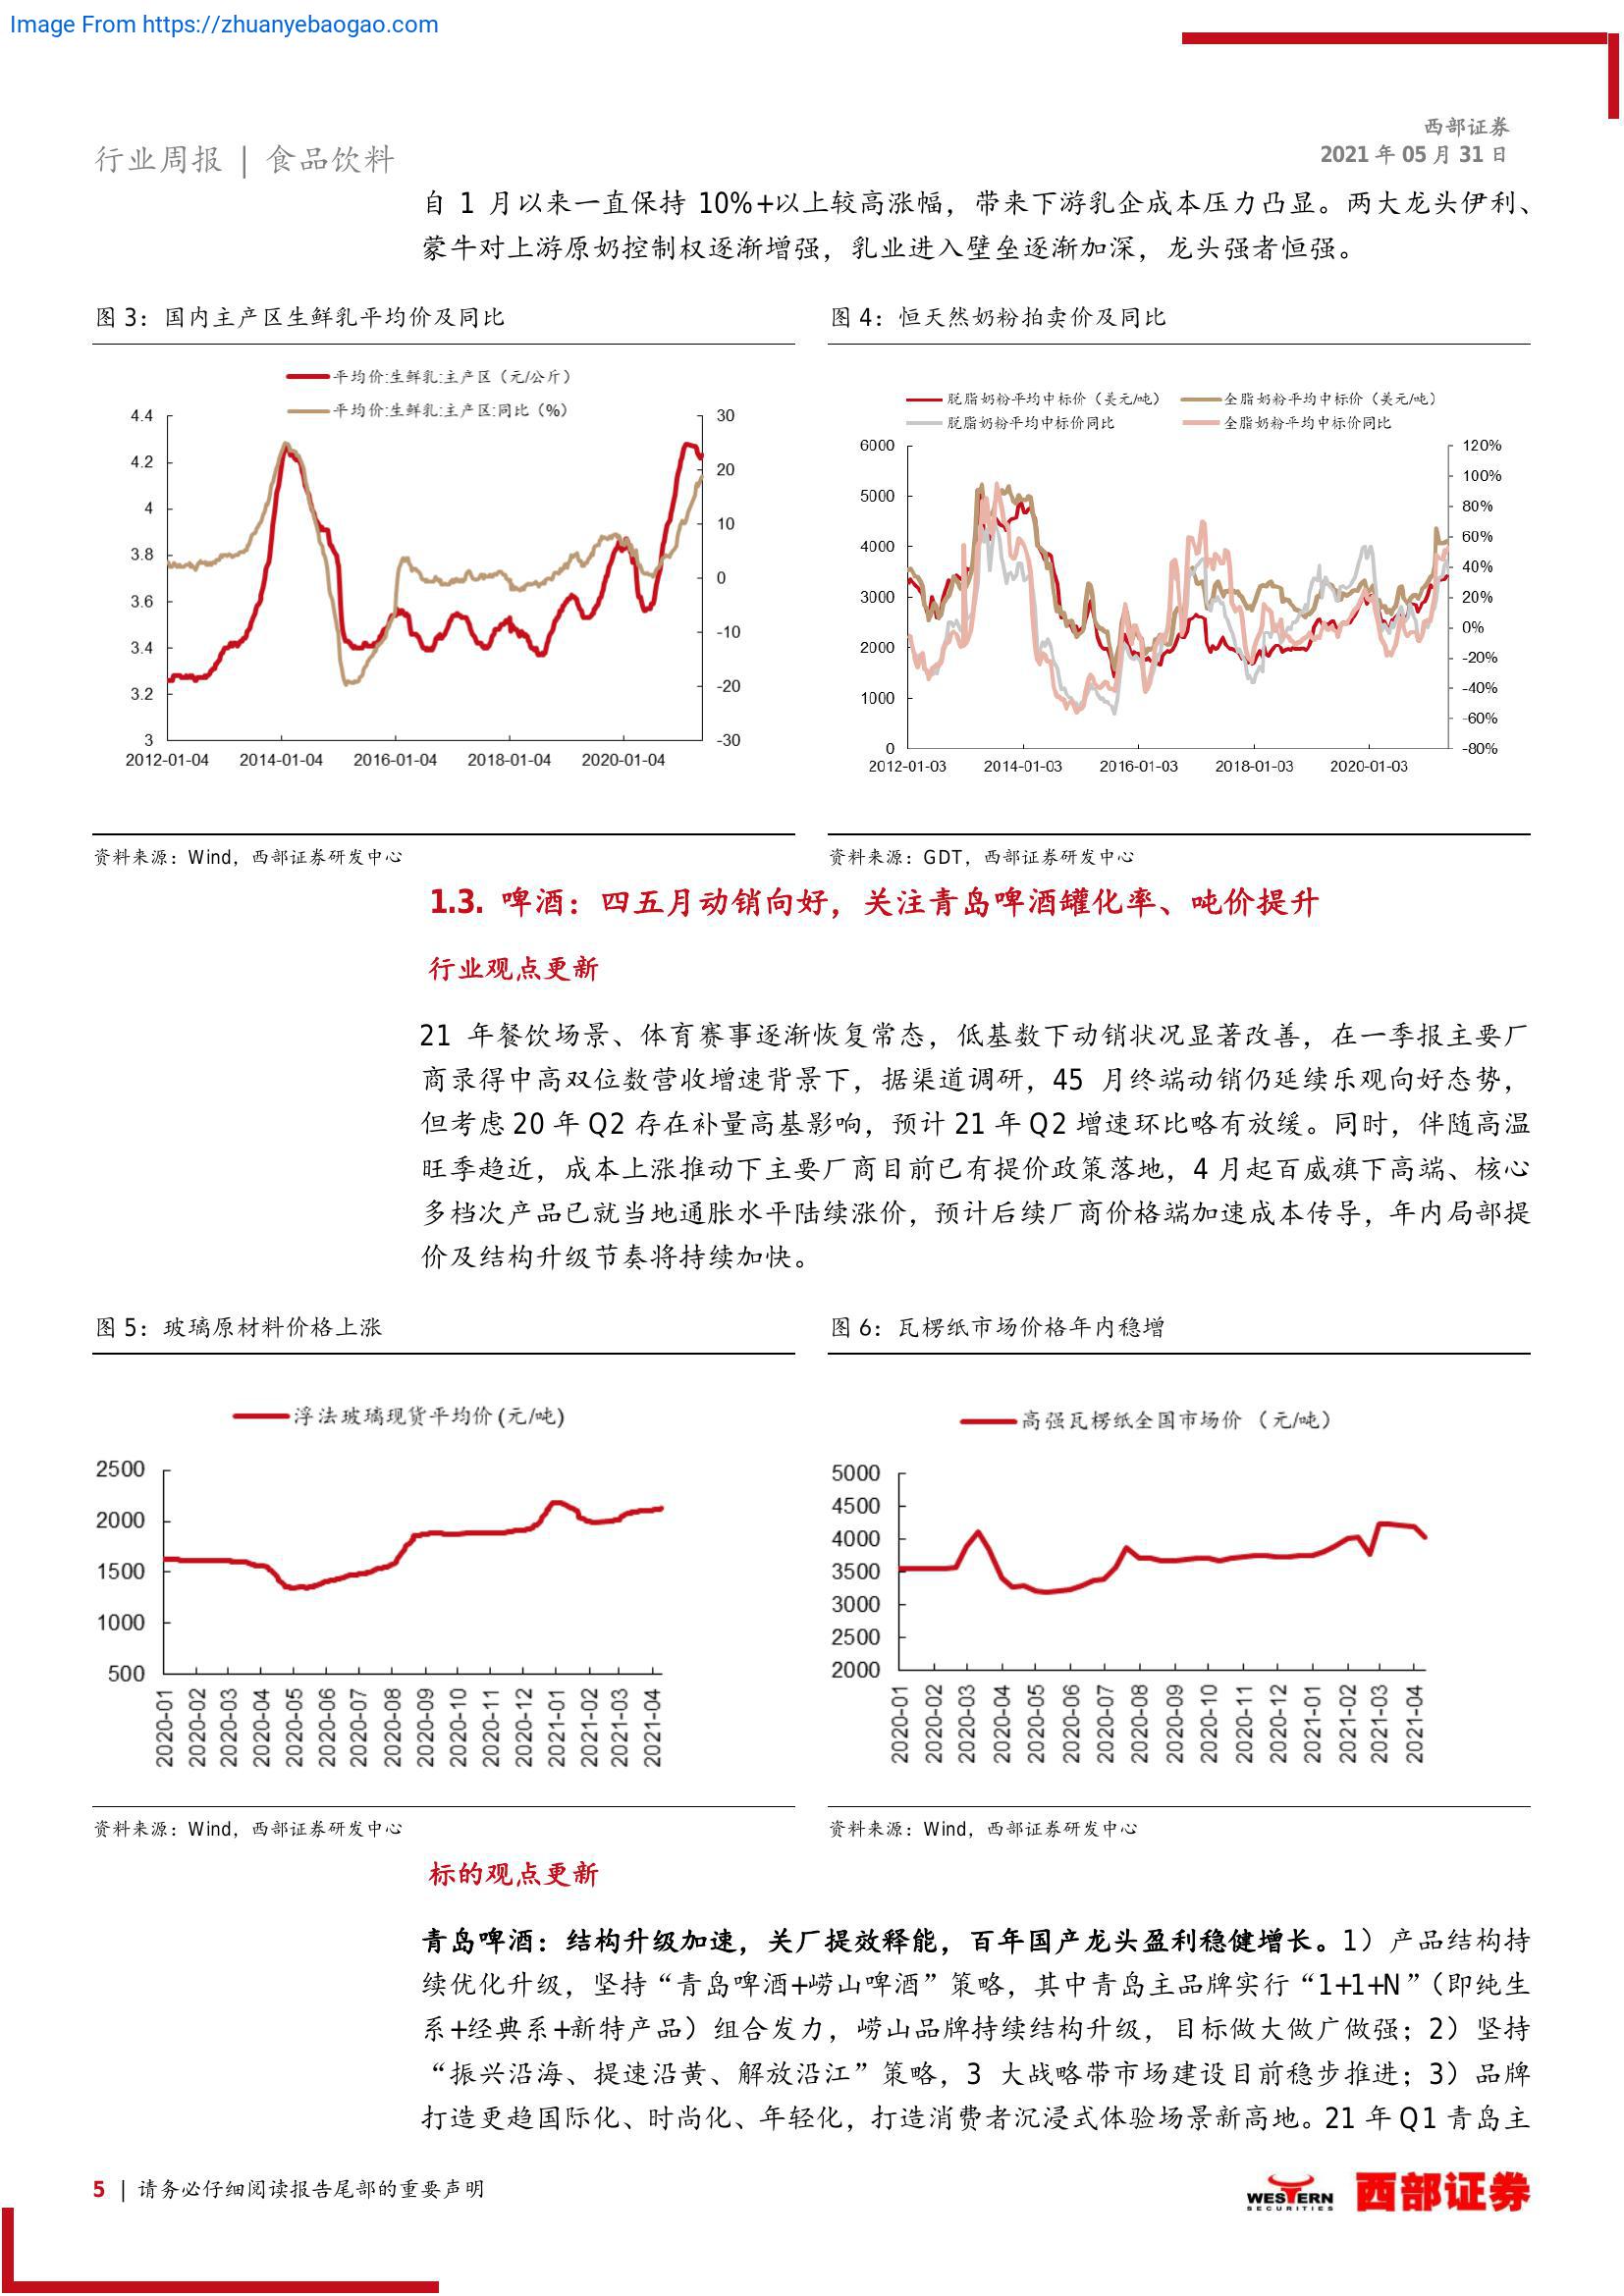 Image From https://zhuanyebaogao.com
西部证券
2021 年 05 月 31 日
行业周报 | 食品饮料
自 1 月以来一直保持 10%+以上较高涨幅，带来下游乳企成本压力凸显。两大龙头伊利、
蒙牛对上游原奶控制权逐渐增强，乳业进入壁垒逐渐加深，龙头强者恒强。
图 3：国内主产区生鲜乳平均价及同比
平均价:生鲜乳:主产区（元/公斤）
平均价:生鲜乳:主产区:同比（%）
4.4
4.2
4
3.8
3.6
3.4
3.2
3
30
20
10
0
-10
-20
-30
2012-01-04 2014-01-04 2016-01-04 2018-01-04 2020-01-04
资料来源：Wind，西部证券研发中心
图 4：恒天然奶粉拍卖价及同比
脱脂奶粉平均中标价（美元/吨） 全脂奶粉平均中标价（美元/吨）
脱脂奶粉平均中标价同比 全脂奶粉平均中标价同比
6000
5000
4000
3000
2000
1000
0
120%
100%
80%
60%
40%
20%
0%
-20%
-40%
-60%
-80%
2012-01-03 2014-01-03 2016-01-03 2018-01-03 2020-01-03
资料来源：GDT，西部证券研发中心
1.3. 啤酒：四五月动销向好，关注青岛啤酒罐化率、吨价提升
行业观点更新
21 年餐饮场景、体育赛事逐渐恢复常态，低基数下动销状况显著改善，在一季报主要厂
商录得中高双位数营收增速背景下，据渠道调研，45 月终端动销仍延续乐观向好态势，
但考虑 20 年 Q2 存在补量高基影响，预计 21 年 Q2 增速环比略有放缓。同时，伴随高温
旺季趋近，成本上涨推动下主要厂商目前已有提价政策落地，4 月起百威旗下高端、核心
多档次产品已就当地通胀水平陆续涨价，预计后续厂商价格端加速成本传导，年内局部提
价及结构升级节奏将持续加快。
图 5：玻璃原材料价格上涨
浮法玻璃现货平均价(元/吨)
2500
2000
1500
1000
500
2020-01 2020-02 2020-03 2020-04 2020-05 2020-06 2020-07 2020-08 2020-09 2020-10 2020-11 2020-12 2021-01 2021-02 2021-03 2021-04
资料来源：Wind，西部证券研发中心
图 6：瓦楞纸市场价格年内稳增
高强瓦楞纸全国市场价 （元/吨）
5000
4500
4000
3500
3000
2500
2000
2020-01 2020-02 2020-03 2020-04 2020-05 2020-06 2020-07 2020-08 2020-09 2020-10 2020-11 2020-12 2021-01 2021-02 2021-03 2021-04
资料来源：Wind，西部证券研发中心
标的观点更新
青岛啤酒：结构升级加速，关厂提效释能，百年国产龙头盈利稳健增长。1）产品结构持
续优化升级，坚持“青岛啤酒+崂山啤酒”策略，其中青岛主品牌实行“1+1+N”（即纯生
系+经典系+新特产品）组合发力，崂山品牌持续结构升级，目标做大做广做强；2）坚持
“振兴沿海、提速沿黄、解放沿江”策略，3 大战略带市场建设目前稳步推进；3）品牌
打造更趋国际化、时尚化、年轻化，打造消费者沉浸式体验场景新高地。21 年 Q1 青岛主
5 | 请务必仔细阅读报告尾部的重要声明
WESTERN
SECURITIES
西部证券